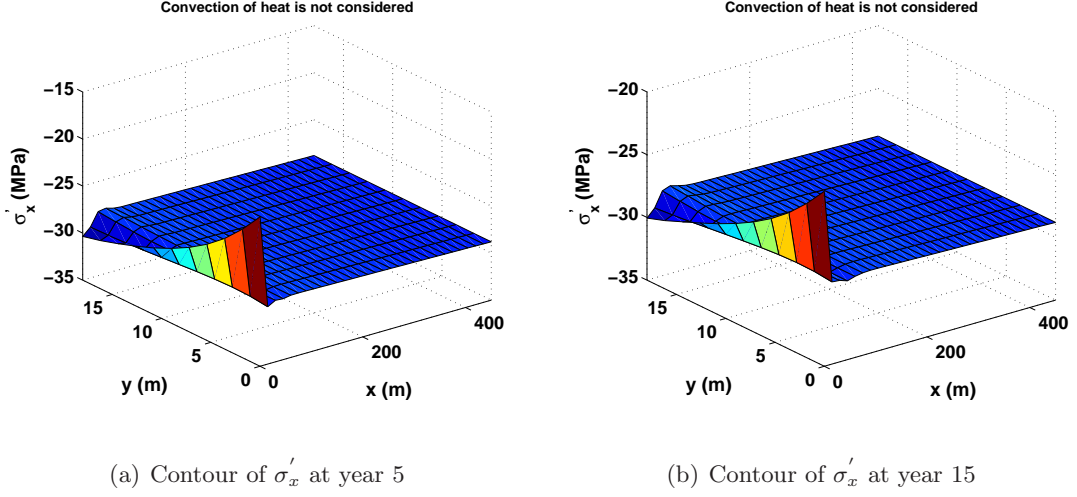 Convection of heat is not considered
−15
−20
−25
−30
−35
σ'x (MPa)
15
10
5
0
y (m)
0
200
400
x (m)
(a) Contour of σ'x at year 5
Convection of heat is not considered
−20
−25
−30
−35
σ'x (MPa)
15
10
5
0
y (m)
0
200
400
x (m)
(b) Contour of σ'x at year 15